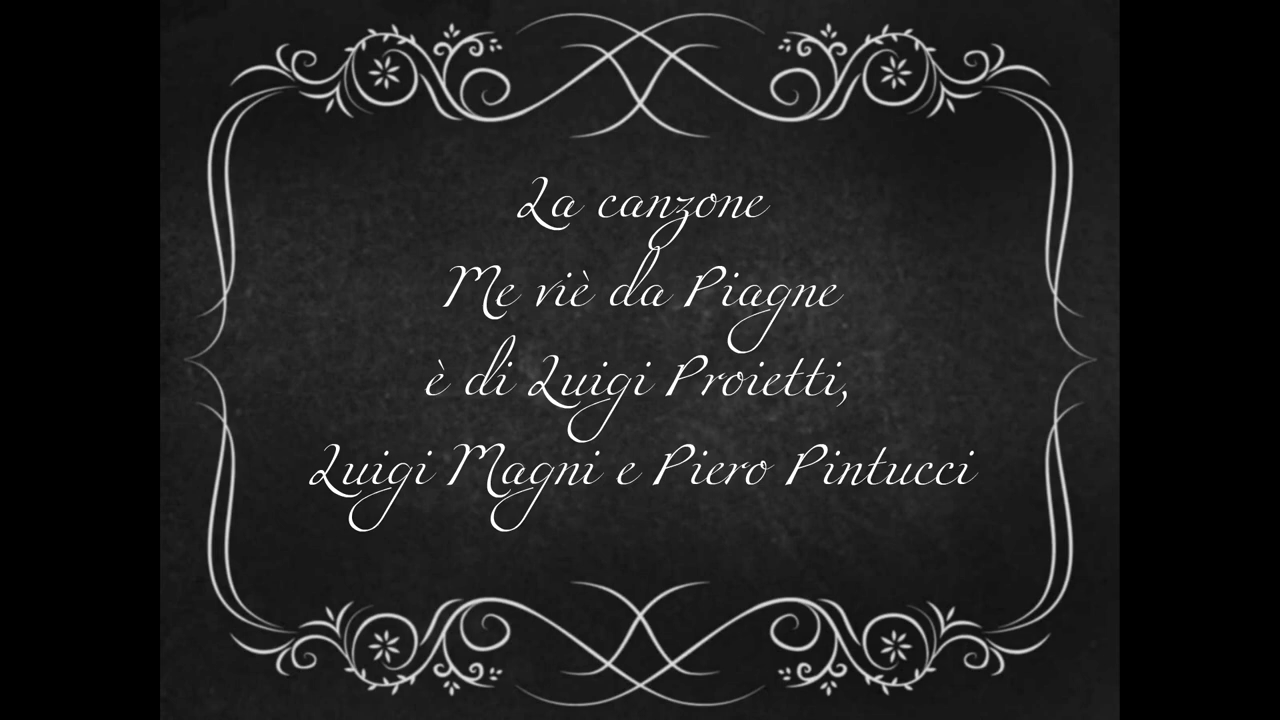 La canzone
Me viè da Piagne
è di Luigi Proietti,
Luigi Magni e Piero Pintucci